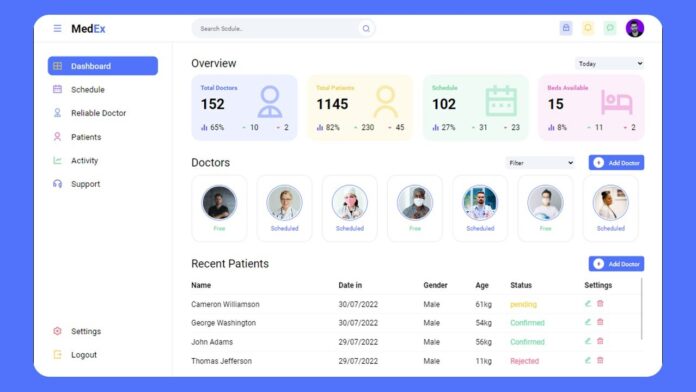 MedEx
Search Scdule..
Dashboard
Schedule
Reliable Doctor
Patients
Activity
Support
Settings
Logout
Overview
Today
Total Doctors
152
65% 10 2
Total Patients
1145
82% 230 45
Schedule
102
27% 31 23
Beds Available
15
8% 11 2
Doctors
Filter
Add Doctor
Free
Scheduled
Scheduled
Free
Scheduled
Free
Scheduled
Recent Patients
Add Doctor
Name Date in Gender Age Status Settings
Cameron Williamson 30/07/2022 Male 61kg pending
George Washington 30/07/2022 Male 54kg Confirmed
John Adams 29/07/2022 Male 56kg Confirmed
Thomas Jefferson 29/07/2022 Male 11kg Rejected